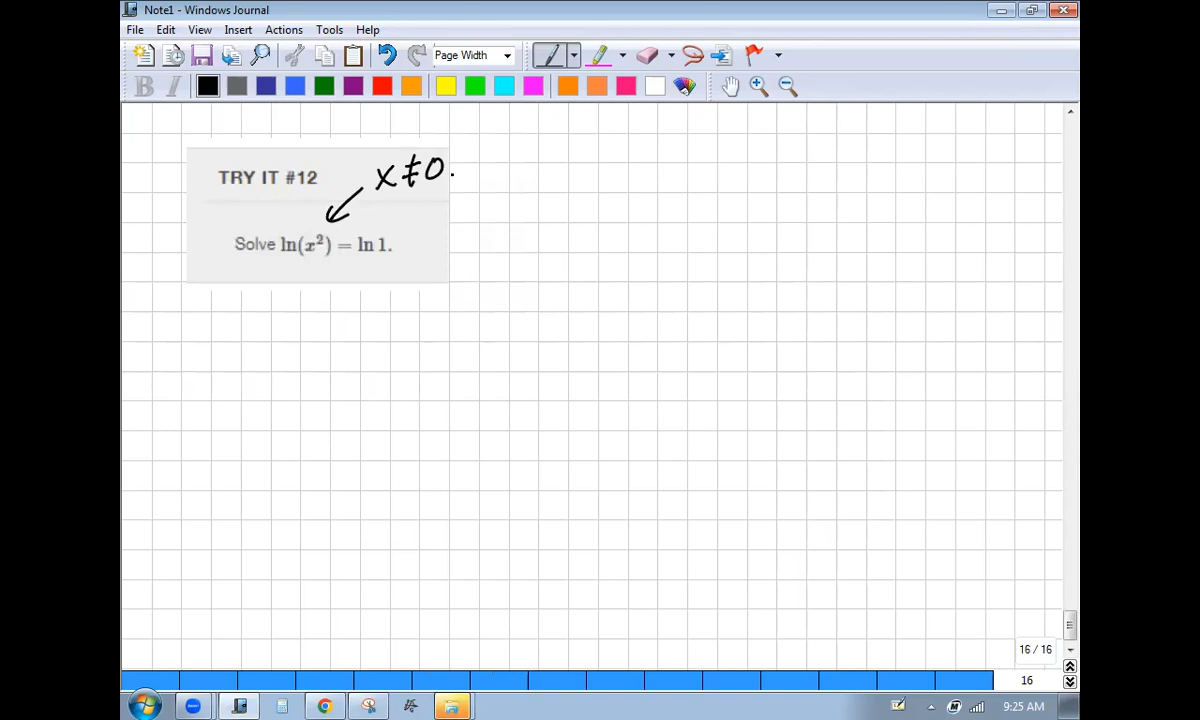 Note1 - Windows Journal
File Edit View Insert Actions Tools Help
Page Width
B I
TRY IT #12 x ≠ 0.
Solve ln(x²) = ln 1.
16 / 16
16
9:25 AM